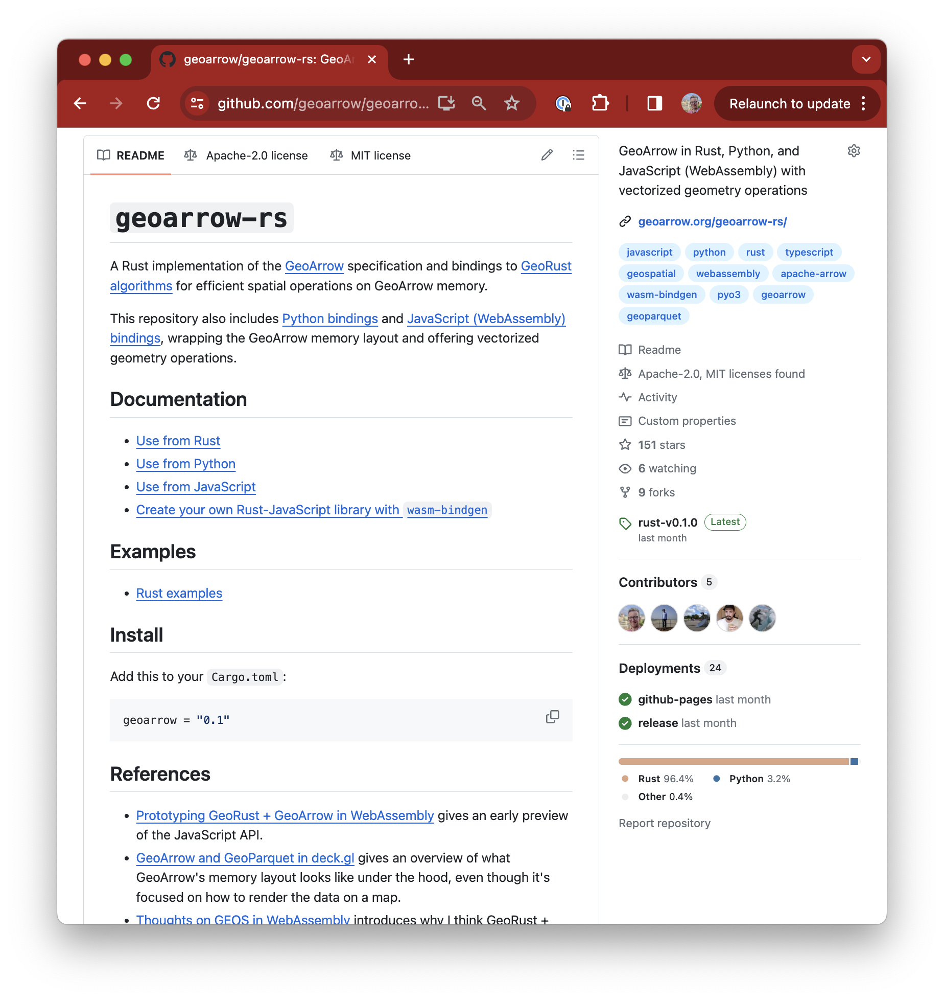 geoarrow/geoarrow-rs: GeoAr
github.com/geoarrow/geoarro...
Relaunch to update
README
Apache-2.0 license
MIT license
geoarrow-rs
A Rust implementation of the GeoArrow specification and bindings to GeoRust
algorithms for efficient spatial operations on GeoArrow memory.
This repository also includes Python bindings and JavaScript (WebAssembly)
bindings, wrapping the GeoArrow memory layout and offering vectorized
geometry operations.
Documentation
Use from Rust
Use from Python
Use from JavaScript
Create your own Rust-JavaScript library with wasm-bindgen
Examples
Rust examples
Install
Add this to your Cargo.toml:
geoarrow = "0.1"
References
Prototyping GeoRust + GeoArrow in WebAssembly gives an early preview
of the JavaScript API.
GeoArrow and GeoParquet in deck.gl gives an overview of what
GeoArrow's memory layout looks like under the hood, even though it's
focused on how to render the data on a map.
Thoughts on GEOS in WebAssembly introduces why I think GeoRust +
GeoArrow in Rust, Python, and
JavaScript (WebAssembly) with
vectorized geometry operations
geoarrow.org/geoarrow-rs/
javascript python rust typescript
geospatial webassembly apache-arrow
wasm-bindgen pyo3 geoarrow
geoparquet
Readme
Apache-2.0, MIT licenses found
Activity
Custom properties
151 stars
6 watching
9 forks
rust-v0.1.0 Latest
last month
Contributors 5
Deployments 24
github-pages last month
release last month
Rust 96.4% Python 3.2%
Other 0.4%
Report repository